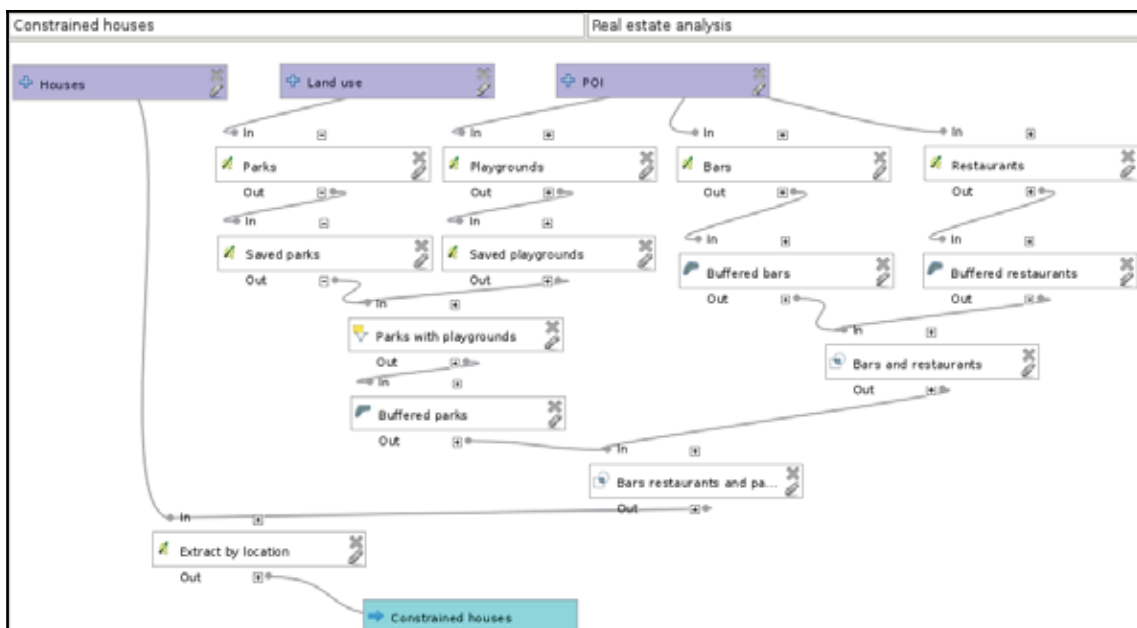 Constrained houses
Real estate analysis
Houses
Land use
POI
In
In
In
In
Parks
Playgrounds
Bars
Restaurants
Out
Out
Out
Out
In
In
In
In
Saved parks
Saved playgrounds
Buffered bars
Buffered restaurants
Out
Out
Out
Out
In
In
Parks with playgrounds
Bars and restaurants
Out
Out
In
Buffered parks
Out
In
Bars restaurants and pa...
Out
In
Extract by location
Out
Constrained houses